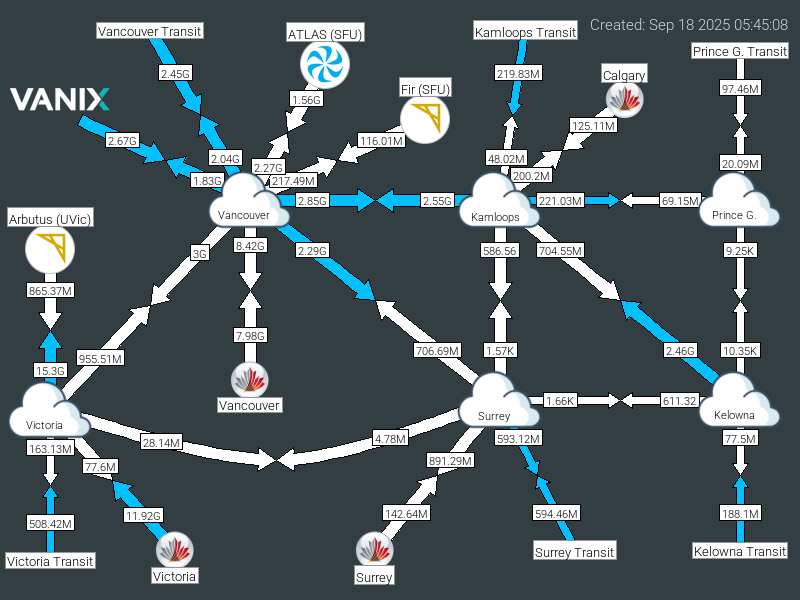 Created: Sep 18 2025 05:45:08
Vancouver Transit
ATLAS (SFU)
Kamloops Transit
Prince G. Transit
2.45G
219.83M
Calgary
97.46M
VANIX
1.56G
Fir (SFU)
125.11M
2.67G
116.01M
2.04G
48.02M
20.09M
2.27G
1.83G
217.49M
200.2M
2.85G
2.55G
221.03M
69.15M
Arbutus (UVic)
Vancouver
Kamloops
Prince G.
3G
8.42G
2.29G
586.56
704.55M
9.25K
865.37M
7.98G
955.51M
706.69M
1.57K
2.46G
10.35K
15.3G
Vancouver
1.66K
611.32
Victoria
Surrey
Kelowna
163.13M
28.14M
4.78M
593.12M
77.5M
77.6M
891.29M
508.42M
11.92G
142.64M
594.46M
188.1M
Victoria Transit
Victoria
Surrey
Surrey Transit
Kelowna Transit